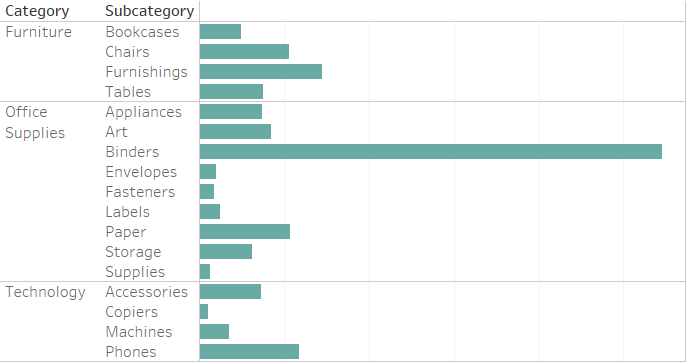 Category Subcategory
Furniture Bookcases
Chairs
Furnishings
Tables
Office Supplies Appliances
Art
Binders
Envelopes
Fasteners
Labels
Paper
Storage
Supplies
Technology Accessories
Copiers
Machines
Phones